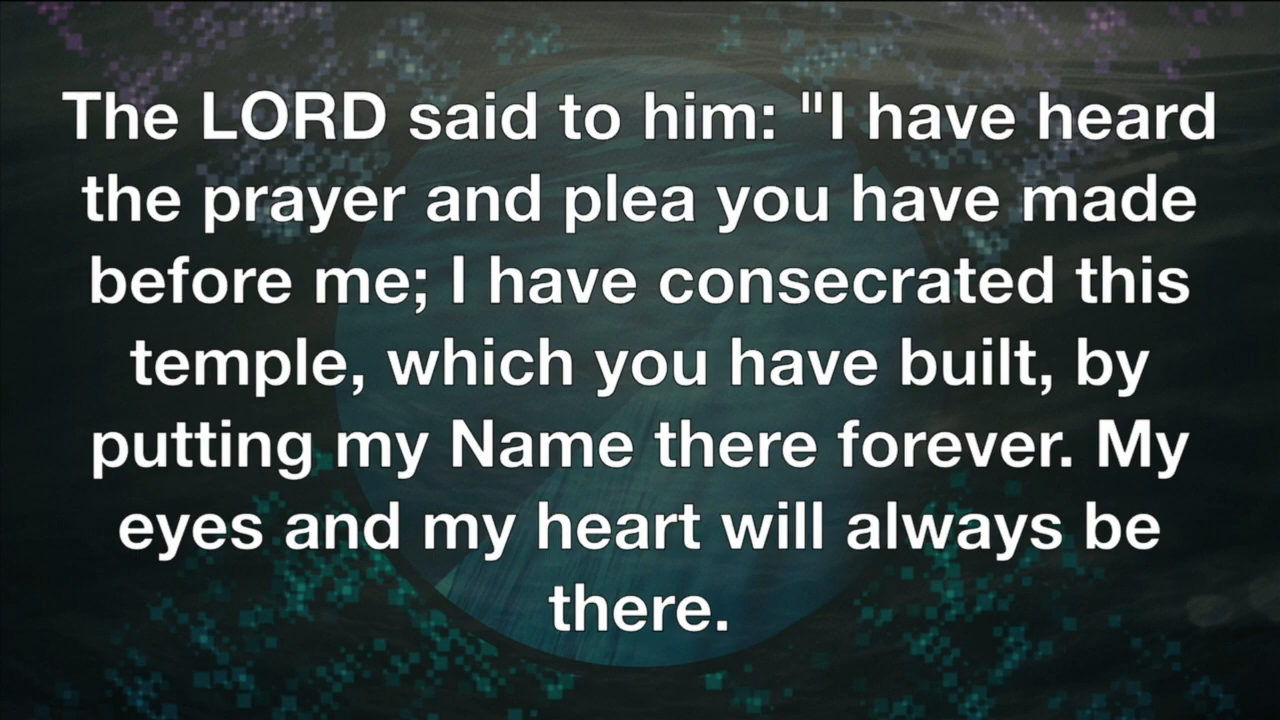 The LORD said to him: "I have heard
the prayer and plea you have made
before me; I have consecrated this
temple, which you have built, by
putting my Name there forever. My
eyes and my heart will always be
there.